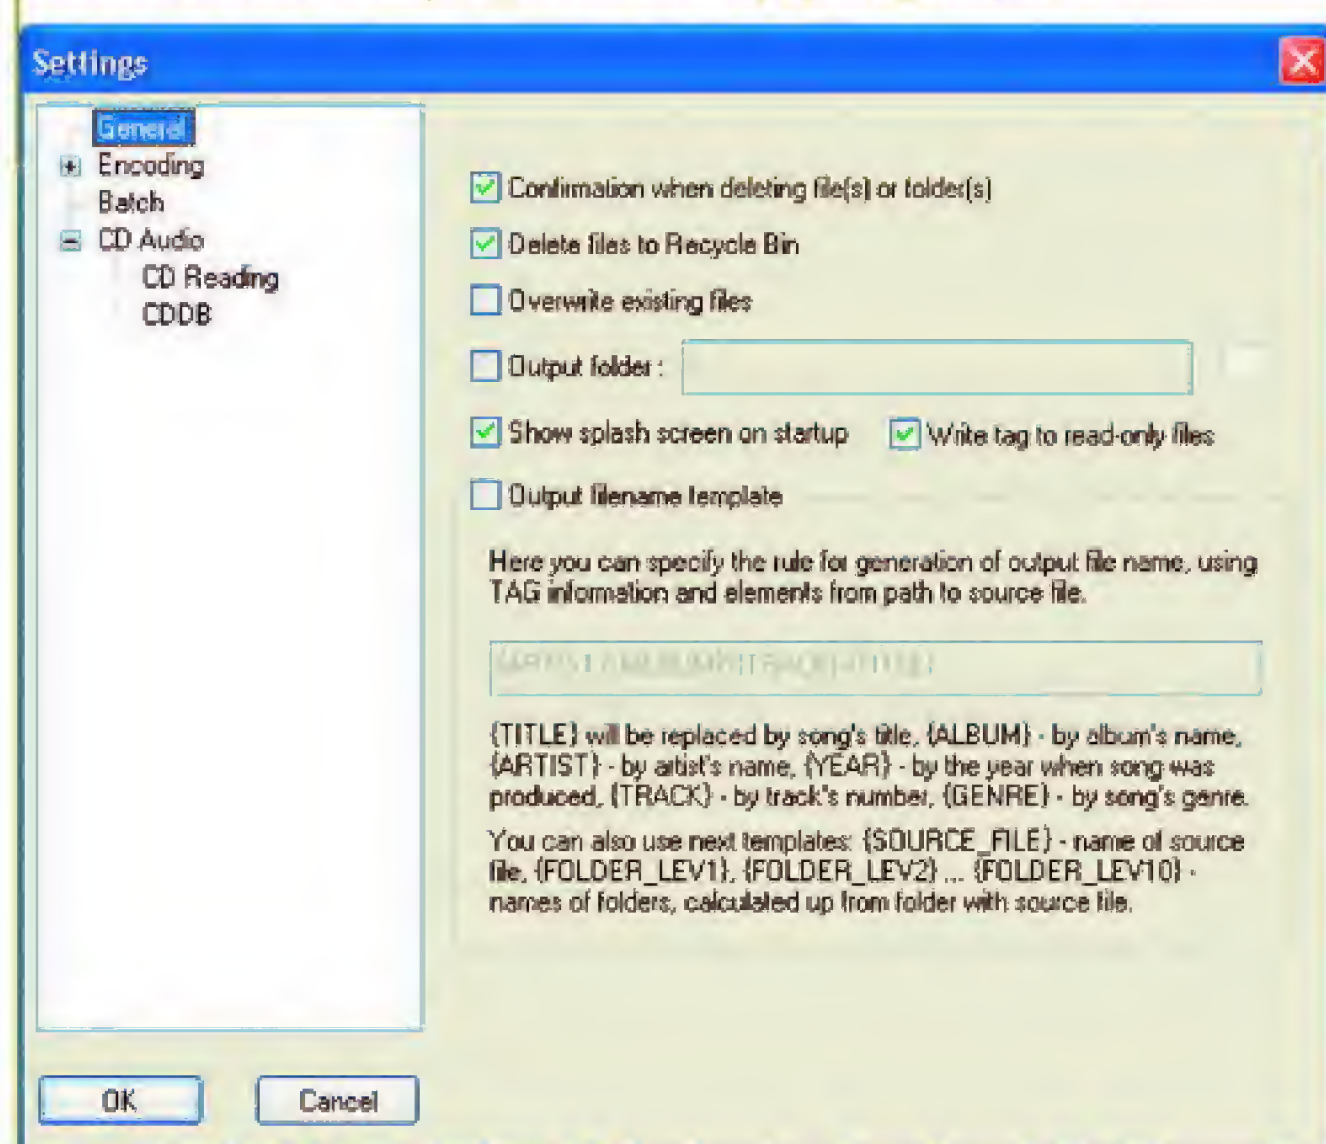 Settings
General
Encoding
Batch
CD Audio
CD Reading
CDDB
Confirmation when deleting file(s) or folder(s)
Delete files to Recycle Bin
Overwrite existing files
Output folder :
Show splash screen on startup
Write tag to read-only files
Output filename template
Here you can specify the rule for generation of output file name, using
TAG information and elements from path to source file.
{TITLE} will be replaced by song's title, {ALBUM} - by album's name,
{ARTIST} - by artist's name, {YEAR} - by the year when song was
produced, {TRACK} - by track's number, {GENRE} - by song's genre.
You can also use next templates: {SOURCE_FILE} - name of source
file, {FOLDER_LEV1}, {FOLDER_LEV2} ... {FOLDER_LEV10} -
names of folders, calculated up from folder with source file.
OK
Cancel